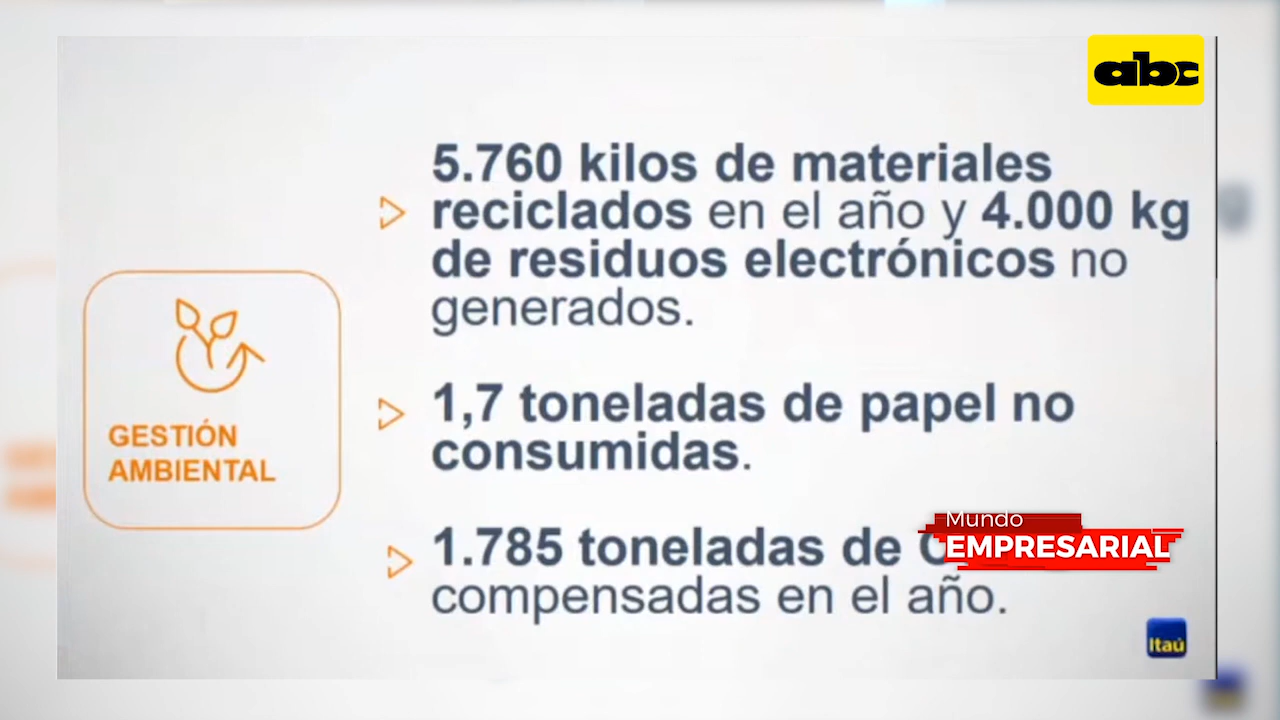 abc
5.760 kilos de materiales
reciclados en el año y 4.000 kg
de residuos electrónicos no
generados.
GESTIÓN
AMBIENTAL
1,7 toneladas de papel no
consumidas.
1.785 toneladas de
compensadas en el año.
Mundo
EMPRESARIAL
Itaú